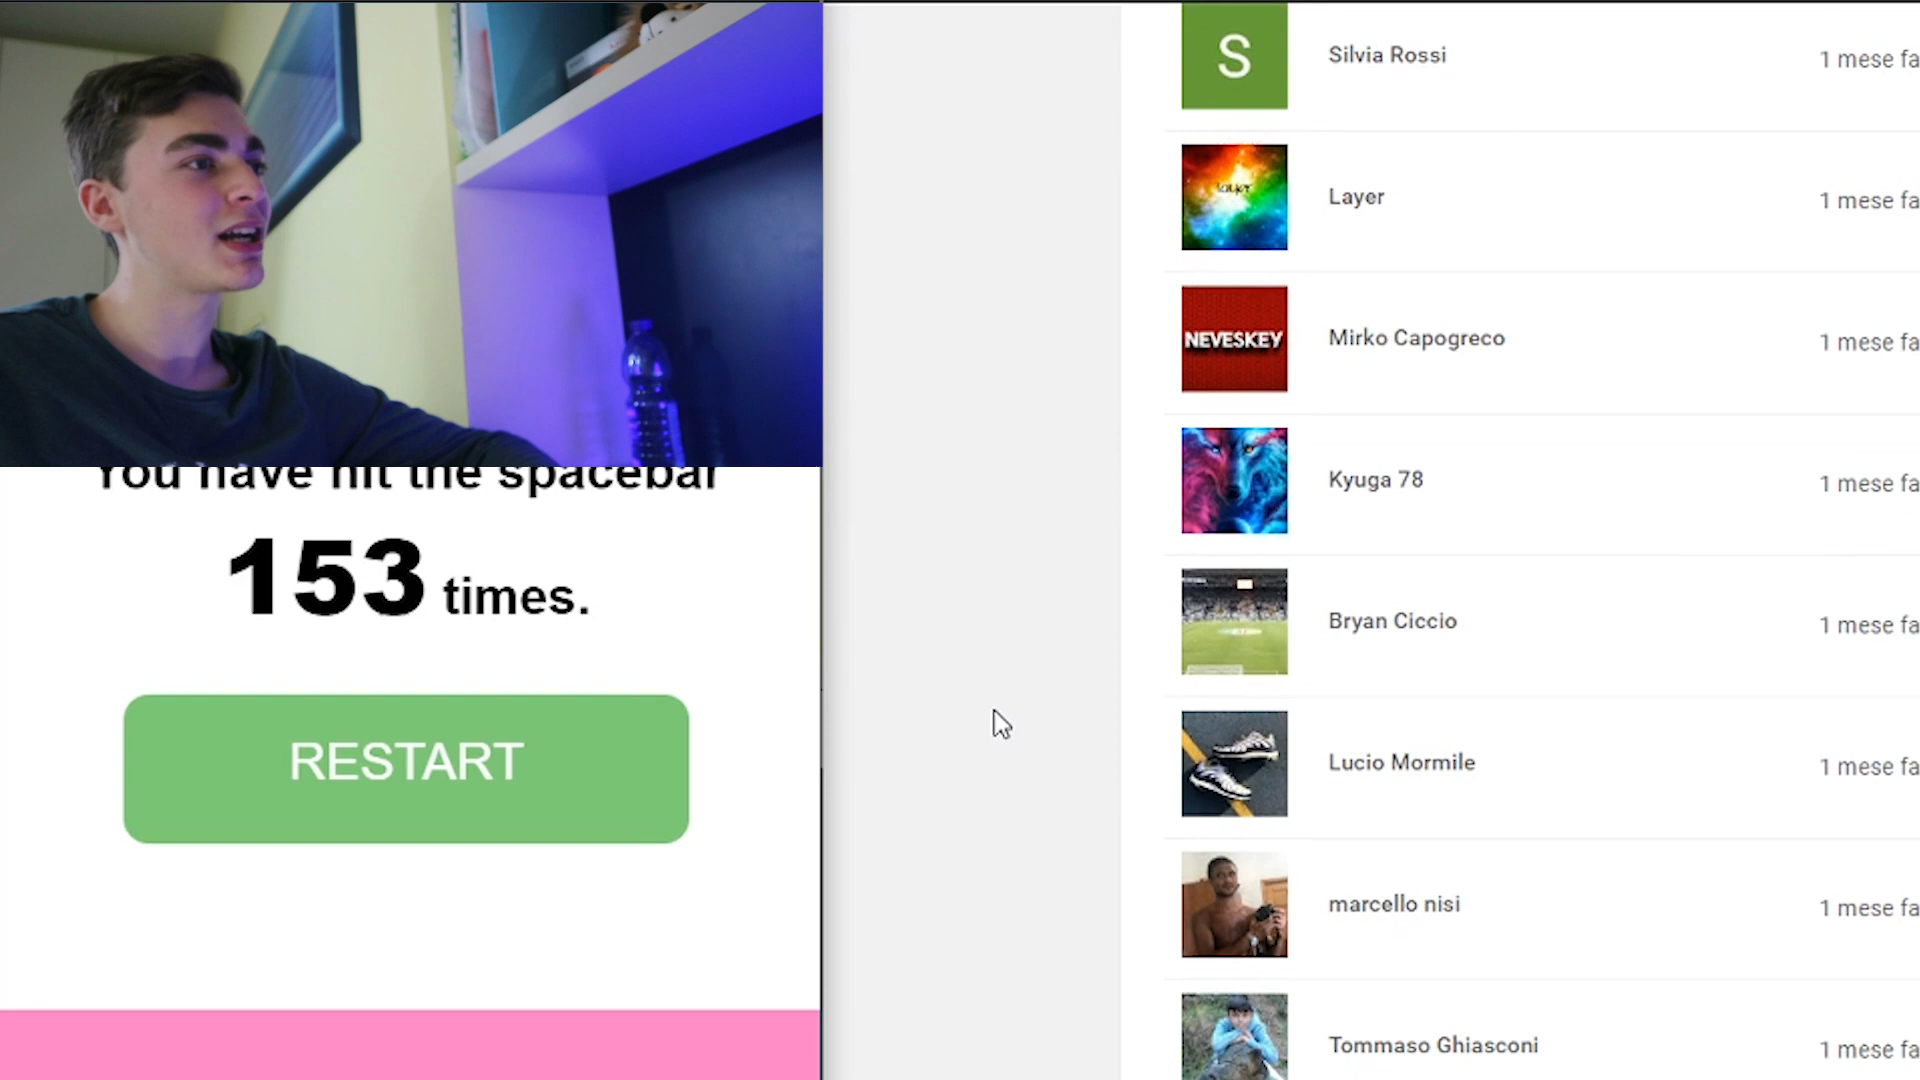 You have hit the spacebar
153 times.
RESTART
S
Silvia Rossi
1 mese fa
layer
Layer
1 mese fa
NEVESKEY
Mirko Capogreco
1 mese fa
Kyuga 78
1 mese fa
Bryan Ciccio
1 mese fa
Lucio Mormile
1 mese fa
marcello nisi
1 mese fa
Tommaso Ghiasconi
1 mese fa